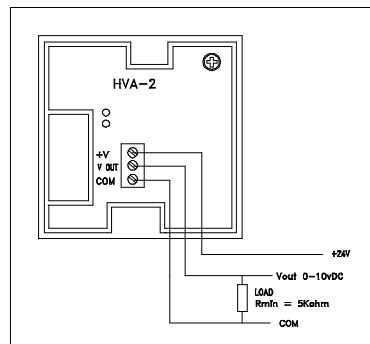 HVA-2
+V
V OUT
COM
+24V
Vout 0-10vDC
LOAD
Rmin = 5Kohm
COM